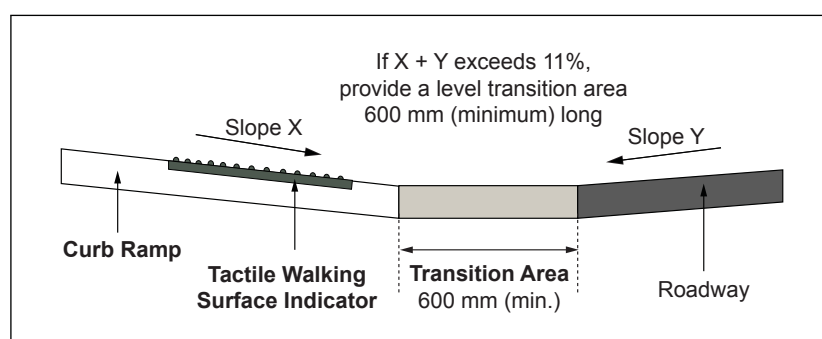 If X + Y exceeds 11%,
provide a level transition area
600 mm (minimum) long
Slope X
Slope Y
Curb Ramp
Tactile Walking
Surface Indicator
Transition Area
600 mm (min.)
Roadway